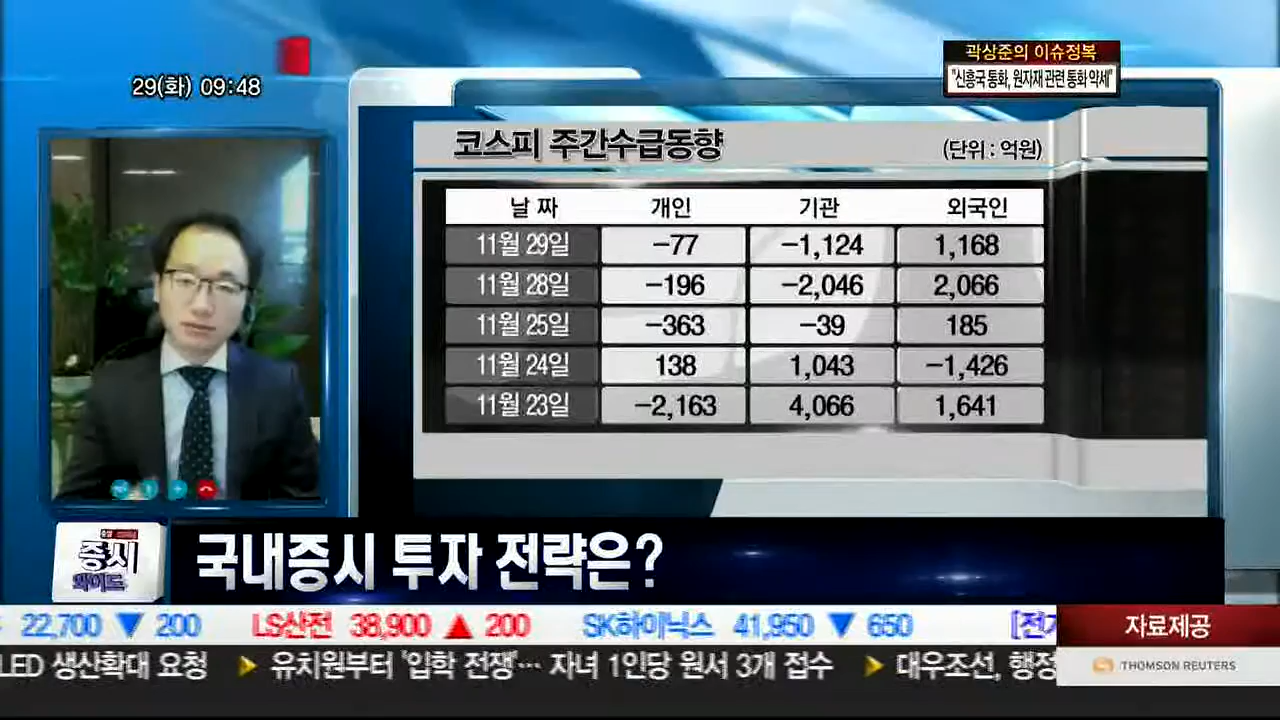 29(화) 09:48
곽상준의 이슈정복
"신흥국 통화, 원자재 관련 통화 약세"
코스피 주간수급동향
(단위 : 억원)
날 짜 개인 기관 외국인
11월 29일 -77 -1,124 1,168
11월 28일 -196 -2,046 2,066
11월 25일 -363 -39 185
11월 24일 138 1,043 -1,426
11월 23일 -2,163 4,066 1,641
증시
와이드
국내증시 투자 전략은?
22,700 ▼ 200 LS산전 38,900 ▲ 200 SK하이닉스 41,950 ▼ 650 [전기
자료제공
LED 생산확대 요청 ▶ 유치원부터 '입학 전쟁'… 자녀 1인당 원서 3개 접수 ▶ 대우조선, 행정
THOMSON REUTERS